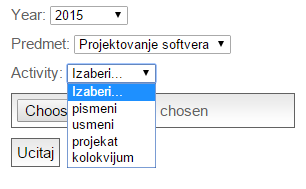 Year: 2015
Predmet: Projektovanje softvera
Activity: Izaberi...
Izaberi...
pismeni
Choos chosen
usmeni
projekat
Ucitaj
kolokvijum